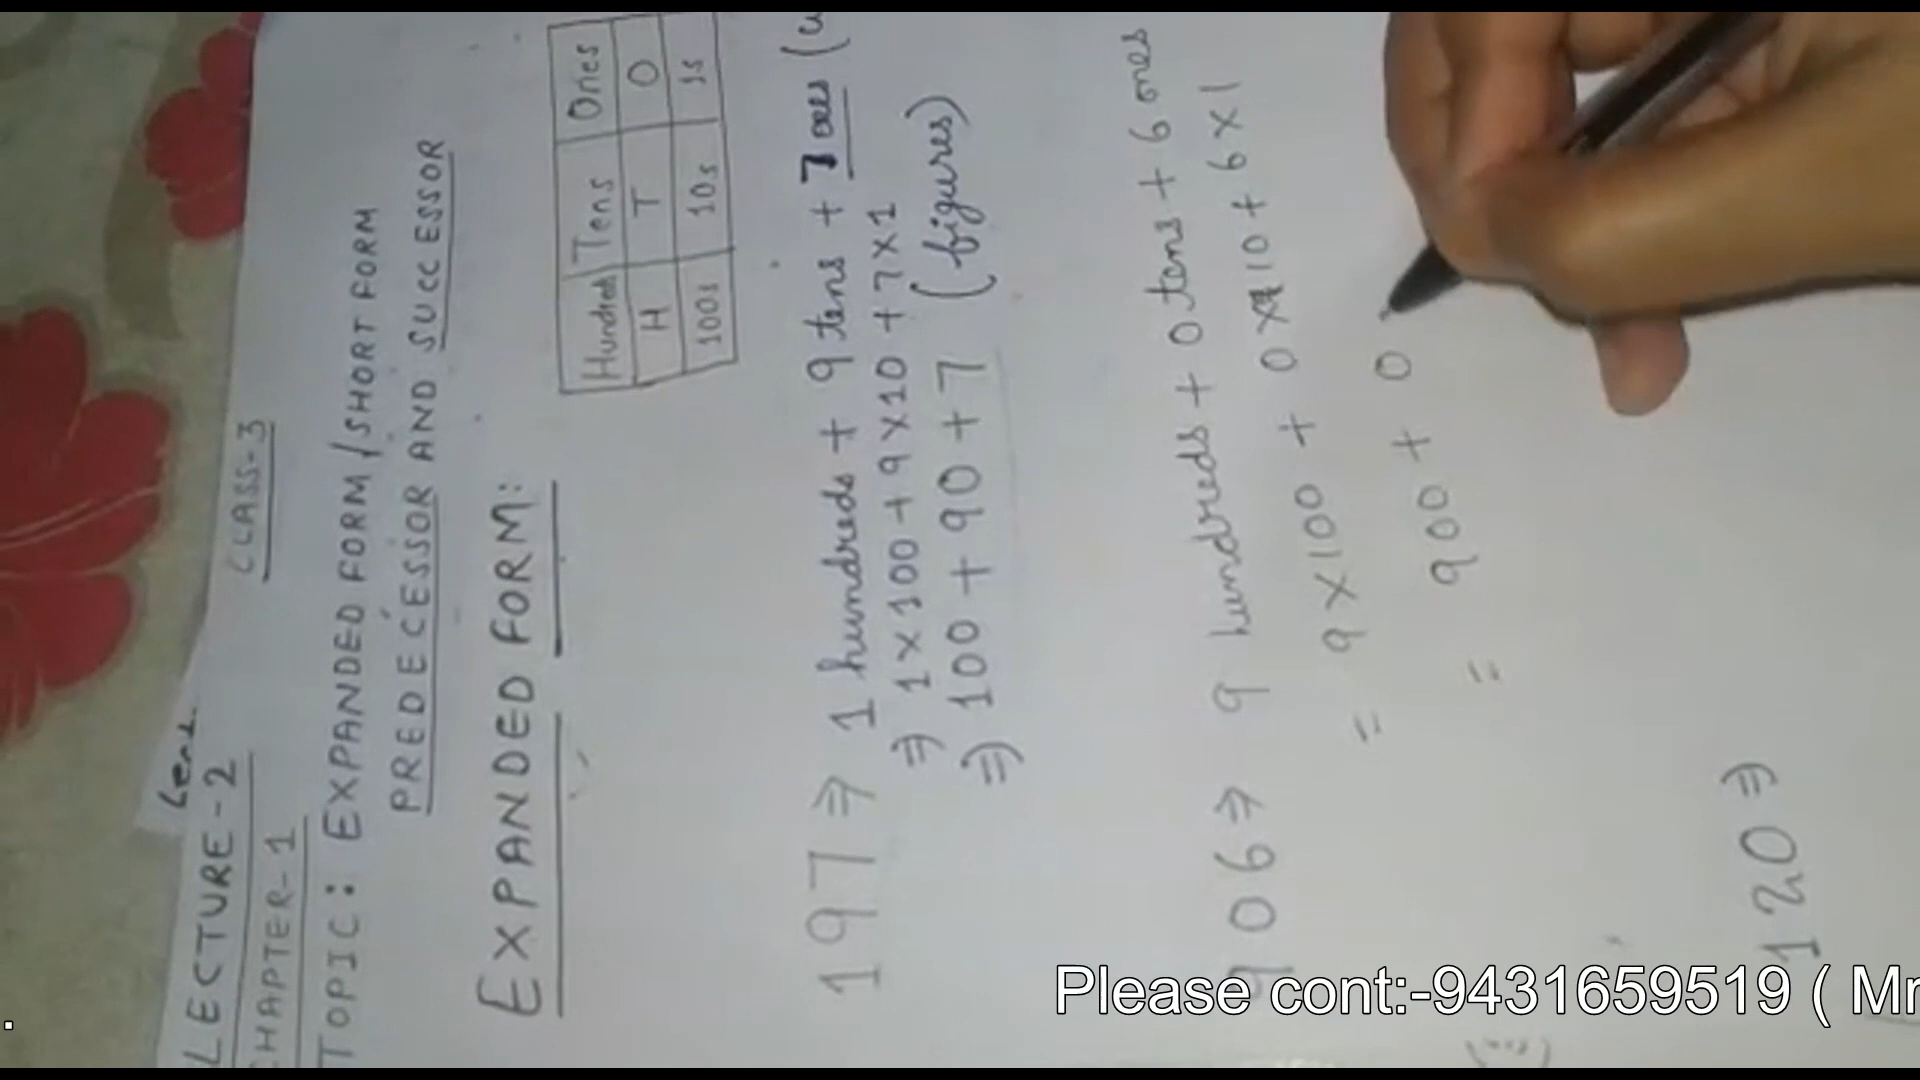 LECTURE-2
CHAPTER-1
CLASS-3
TOPIC: EXPANDED FORM/SHORT FORM
PREDECESSOR AND SUCCESSOR
EXPANDED FORM:
Hundreds Tens Ones
H T O
100s 10s 1s
197 ⇒ 1 hundreds + 9 tens + 7 ones (
⇒ 1×100 + 9×10 + 7×1
⇒ 100 + 90 + 7 (figures)
906 ⇒ 9 hundreds + 0 tens + 6 ones
= 9×100 + 0×10 + 6×1
= 900 + 0
120 ⇒
Please cont:-9431659519 ( Mr